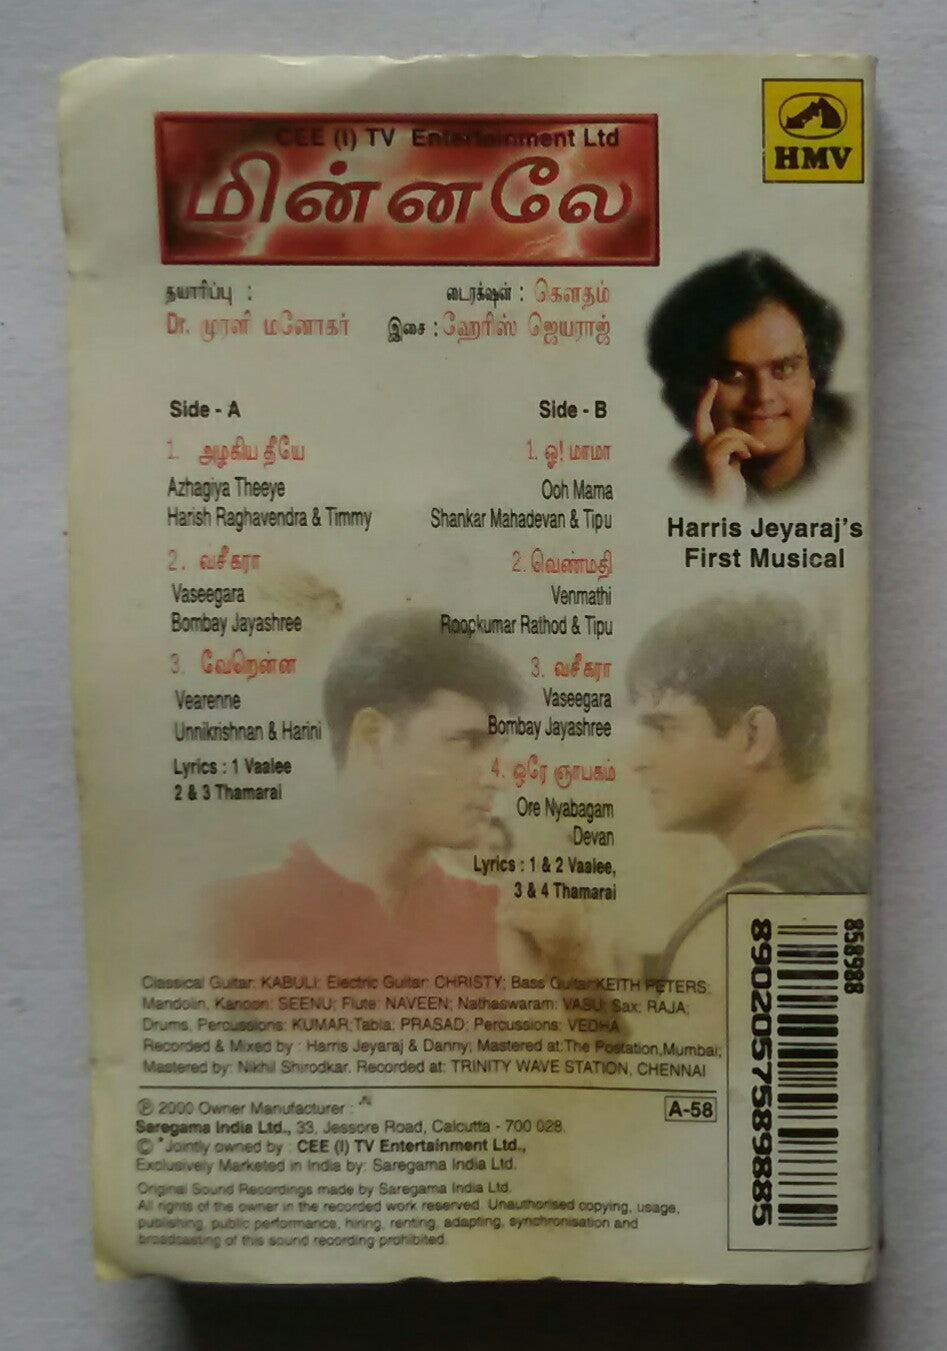 CEE (I) TV Entertainment Ltd
மின்னலே
HMV
தயாரிப்பு :
Dr. முரளி மனோகர்
டைரக்ஷன் : கௌதம்
இசை : ஹேரிஸ் ஜெயராஜ்
Harris Jeyaraj's
First Musical
Side - A
1. அழகிய தீயே
Azhagiya Theeye
Harish Raghavendra & Timmy
2. வசீகரா
Vaseegara
Bombay Jayashree
3. வேறென்ன
Vearenne
Unnikrishnan & Harini
Lyrics : 1 Vaalee
2 & 3 Thamarai
Side - B
1. ஓ! மாமா
Ooh Mama
Shankar Mahadevan & Tipu
2. வெண்மதி
Venmathi
Roopkumar Rathod & Tipu
3. வசீகரா
Vaseegara
Bombay Jayashree
4. ஒரே ஞாபகம்
Ore Nyabagam
Devan
Lyrics : 1 & 2 Vaalee,
3 & 4 Thamarai
Classical Guitar: KABULI; Electric Guitar: CHRISTY; Bass Guitar: KEITH PETERS;
Mandolin, Kanoon: SEENU; Flute: NAVEEN; Nathaswaram: VASU; Sax: RAJA;
Drums, Percussions: KUMAR; Tabla: PRASAD; Percussions: VEDHA
Recorded & Mixed by : Harris Jeyaraj & Danny; Mastered at: The Postation, Mumbai;
Mastered by: Nikhil Shirodkar. Recorded at: TRINITY WAVE STATION, CHENNAI
℗ 2000 Owner Manufacturer :
Saregama India Ltd., 33, Jessore Road, Calcutta - 700 028.
© *Jointly owned by : CEE (I) TV Entertainment Ltd.,
Exclusively Marketed in India by: Saregama India Ltd.
A-58
Original Sound Recordings made by Saregama India Ltd.
All rights of the owner in the recorded work reserved. Unauthorised copying, usage,
publishing, public performance, hiring, renting, adapting, synchronisation and
broadcasting of this sound recording prohibited.
858988
8902057589885